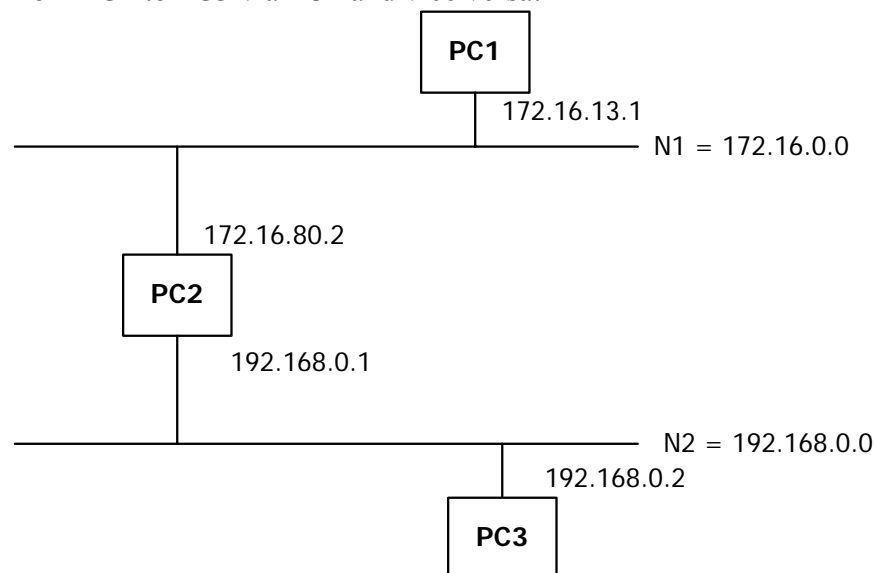 PC1
172.16.13.1
N1 = 172.16.0.0
172.16.80.2
PC2
192.168.0.1
N2 = 192.168.0.0
192.168.0.2
PC3